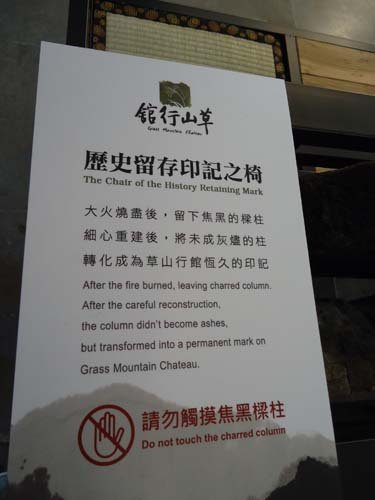 草山行館
Grass Mountain Chateau
歷史留存印記之椅
The Chair of the History Retaining Mark
大火燒盡後，留下焦黑的樑柱
細心重建後，將未成灰燼的柱
轉化成為草山行館恆久的印記
After the fire burned, leaving charred column.
After the careful reconstruction,
the column didn't become ashes,
but transformed into a permanent mark on
Grass Mountain Chateau.
請勿觸摸焦黑樑柱
Do not touch the charred column